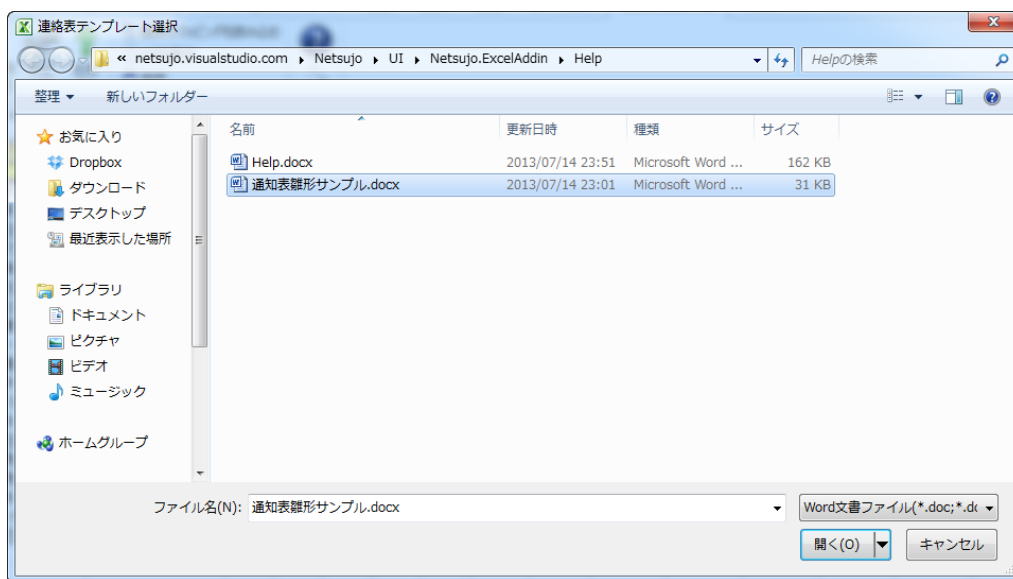 連絡表テンプレート選択
« netsujo.visualstudio.com ▸ Netsujo ▸ UI ▸ Netsujo.ExcelAddin ▸ Help
Helpの検索
整理 新しいフォルダー
名前 更新日時 種類 サイズ
Help.docx 2013/07/14 23:51 Microsoft Word ... 162 KB
通知表雛形サンプル.docx 2013/07/14 23:01 Microsoft Word ... 31 KB
お気に入り
Dropbox
ダウンロード
デスクトップ
最近表示した場所
ライブラリ
ドキュメント
ピクチャ
ビデオ
ミュージック
ホームグループ
ファイル名(N): 通知表雛形サンプル.docx
Word文書ファイル(*.doc;*.dc
開く(O) キャンセル